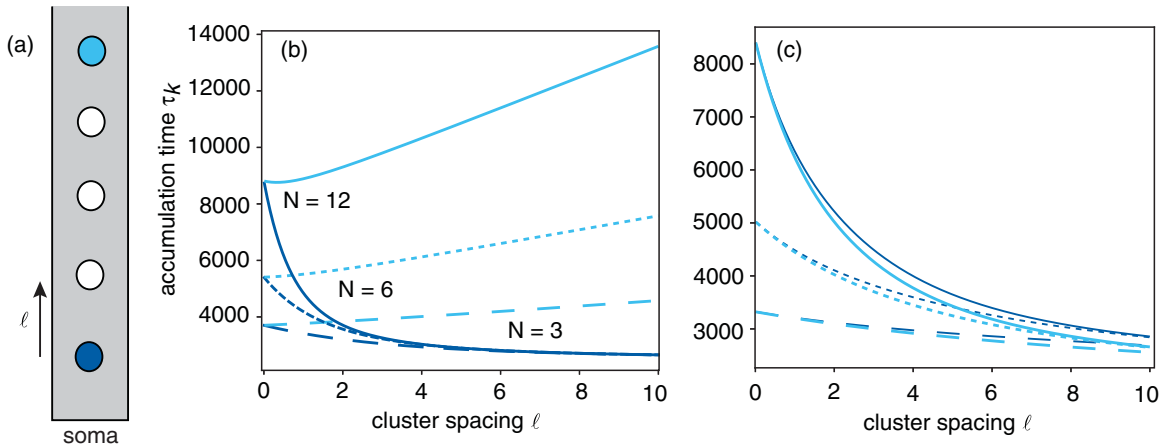 (a)
ℓ
soma
(b)
accumulation time τk
14000
12000
10000
8000
6000
4000
N = 12
N = 6
N = 3
0 2 4 6 8 10
cluster spacing ℓ
(c)
8000
7000
6000
5000
4000
3000
0 2 4 6 8 10
cluster spacing ℓ